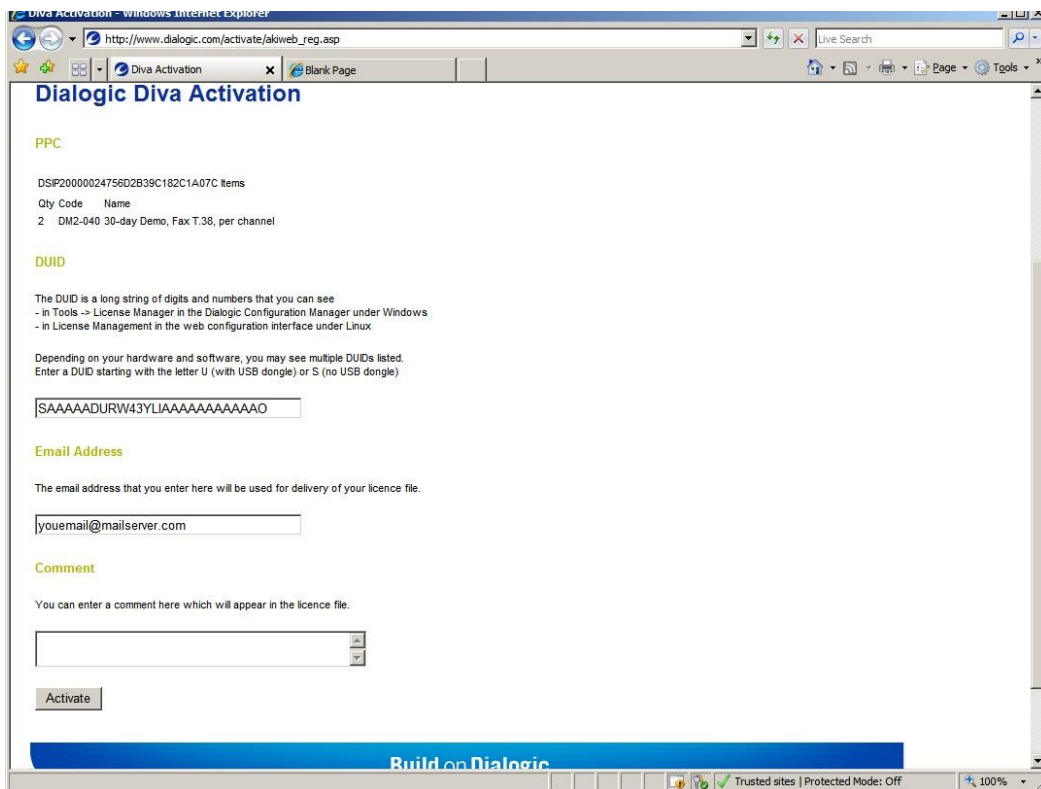 Diva Activation - Windows Internet Explorer
http://www.dialogic.com/activate/akiweb_reg.asp
Live Search
Diva Activation
Blank Page
Page
Tools
Dialogic Diva Activation
PPC
DSIP20000024756D2B39C182C1A07C Items
Qty Code Name
2 DM2-040 30-day Demo, Fax T.38, per channel
DUID
The DUID is a long string of digits and numbers that you can see
- in Tools -> License Manager in the Dialogic Configuration Manager under Windows
- in License Management in the web configuration interface under Linux
Depending on your hardware and software, you may see multiple DUIDs listed.
Enter a DUID starting with the letter U (with USB dongle) or S (no USB dongle)
SAAAAADURW43YLIAAAAAAAAAAAO
Email Address
The email address that you enter here will be used for delivery of your licence file.
youemail@mailserver.com
Comment
You can enter a comment here which will appear in the licence file.
Activate
Build on Dialogic
Trusted sites | Protected Mode: Off
100%